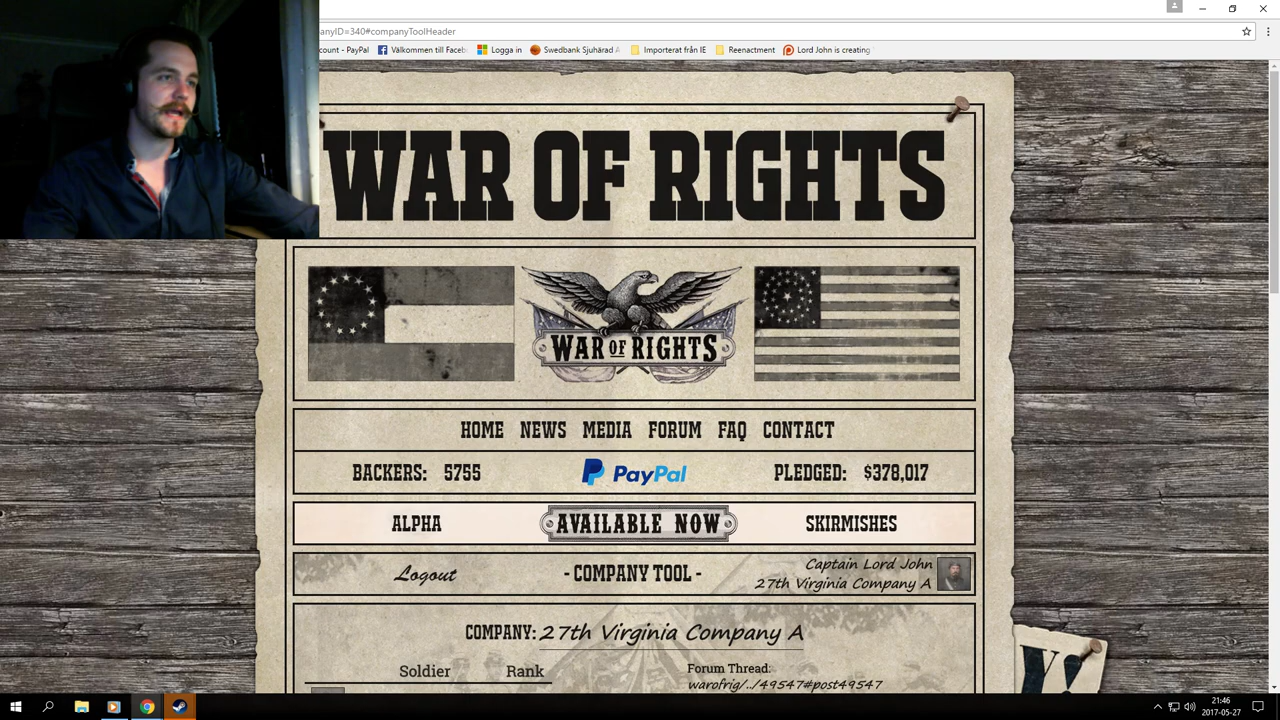 anyID=340#companyToolHeader
count - PayPal
Välkommen till Faceb
Logga in
Swedbank Sjuhärad A
Importerat från IE
Reenactment
Lord John is creating
WAR OF RIGHTS
WAR OF RIGHTS
HOME NEWS MEDIA FORUM FAQ CONTACT
BACKERS: 5755 PayPal PLEDGED: $378,017
ALPHA AVAILABLE NOW SKIRMISHES
Logout - COMPANY TOOL - Captain Lord John
27th Virginia Company A
COMPANY: 27th Virginia Company A
Soldier Rank Forum Thread:
warofrig/../49547#post49547
21:46
2017-05-27